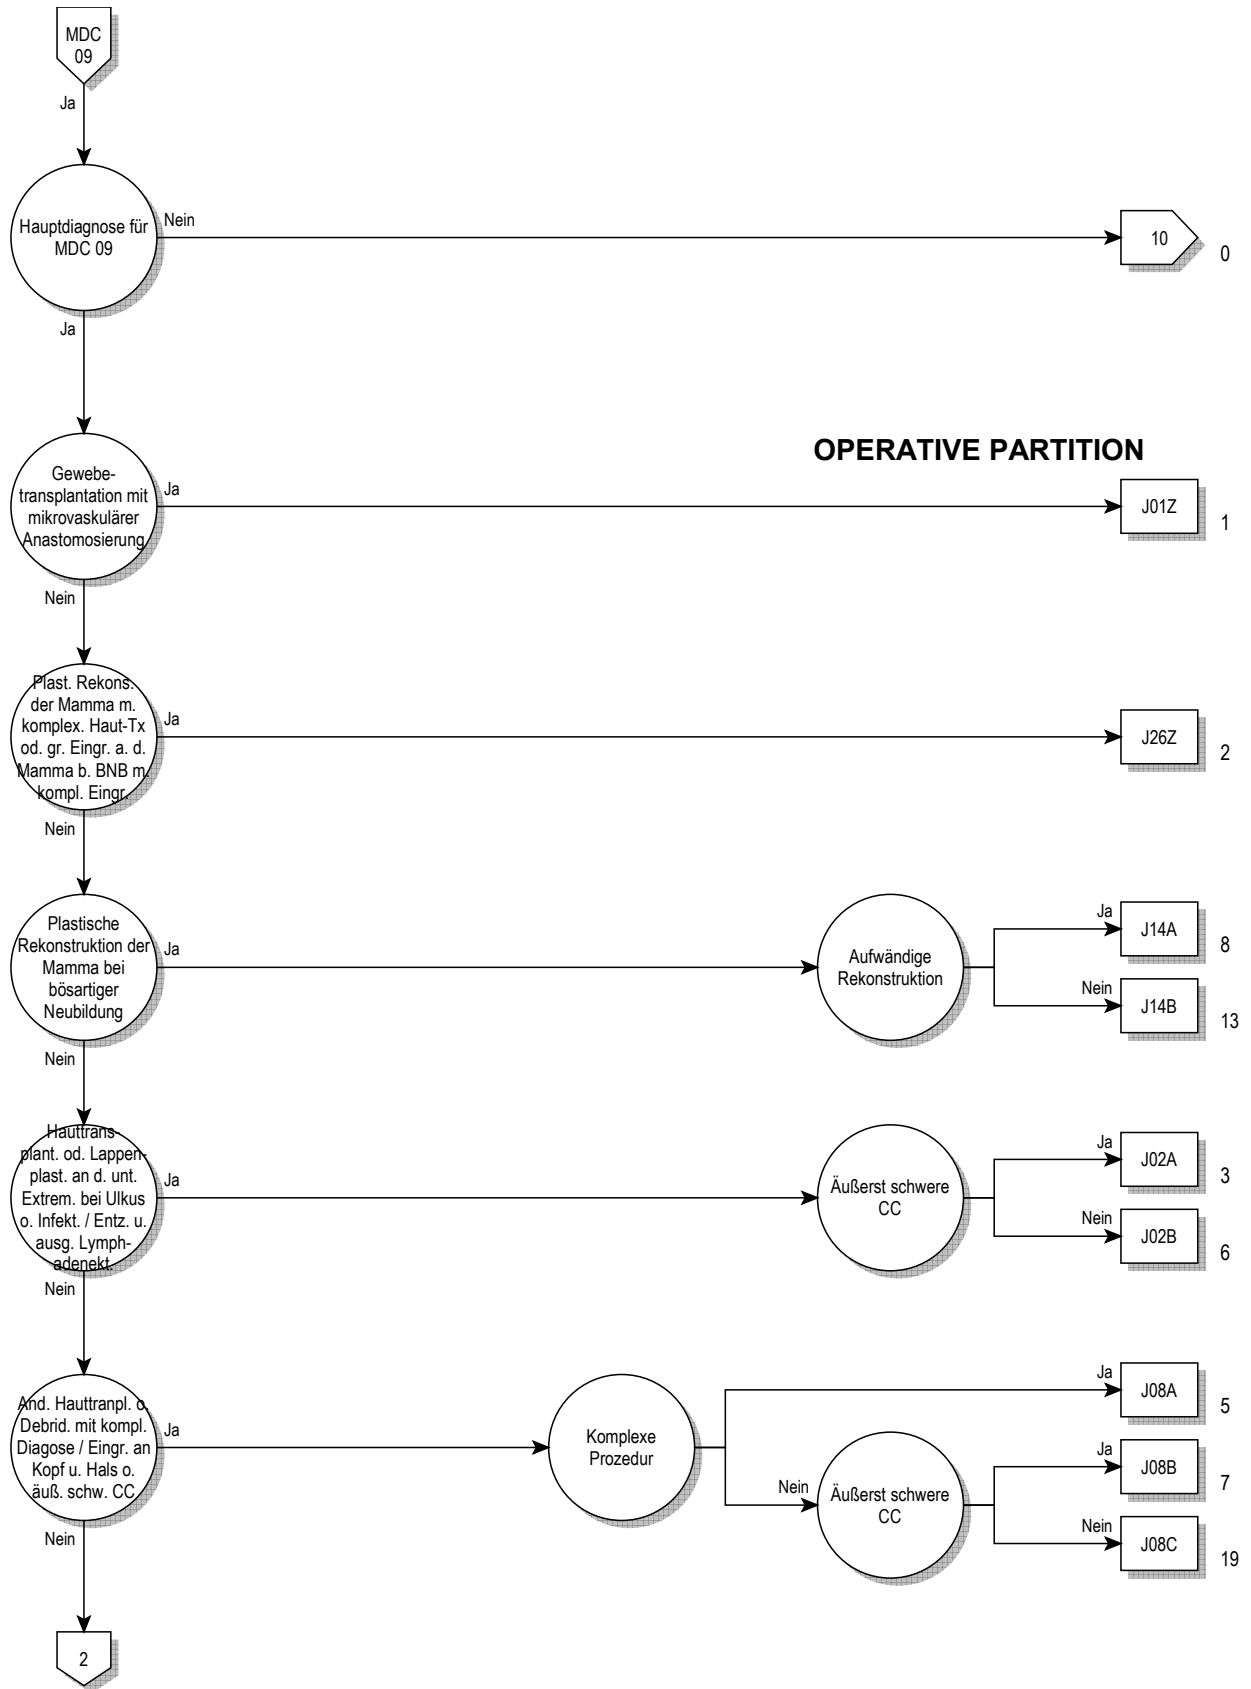 MDC
09
Ja
Hauptdiagnose für
MDC 09
Nein
10
0
Ja
OPERATIVE PARTITION
Gewebe-
transplantation mit
mikrovaskulärer
Anastomosierung
Ja
J01Z
1
Nein
Plast. Rekons.
der Mamma m.
komplex. Haut-Tx
od. gr. Eingr. a. d.
Mamma b. BNB m.
kompl. Eingr.
Ja
J26Z
2
Nein
Plastische
Rekonstruktion der
Mamma bei
bösartiger
Neubildung
Ja
Aufwändige
Rekonstruktion
Ja
J14A
8
Nein
J14B
13
Nein
Hauttrans-
plant. od. Lappen-
plast. an d. unt.
Extrem. bei Ulkus
o. Infekt. / Entz. u.
ausg. Lymph-
adenekt.
Ja
Äußerst schwere
CC
Ja
J02A
3
Nein
J02B
6
Nein
And. Hauttranpl. o.
Debrid. mit kompl.
Diagose / Eingr. an
Kopf u. Hals o.
äuß. schw. CC
Ja
Komplexe
Prozedur
Ja
J08A
5
Nein
Äußerst schwere
CC
Ja
J08B
7
Nein
J08C
19
Nein
2